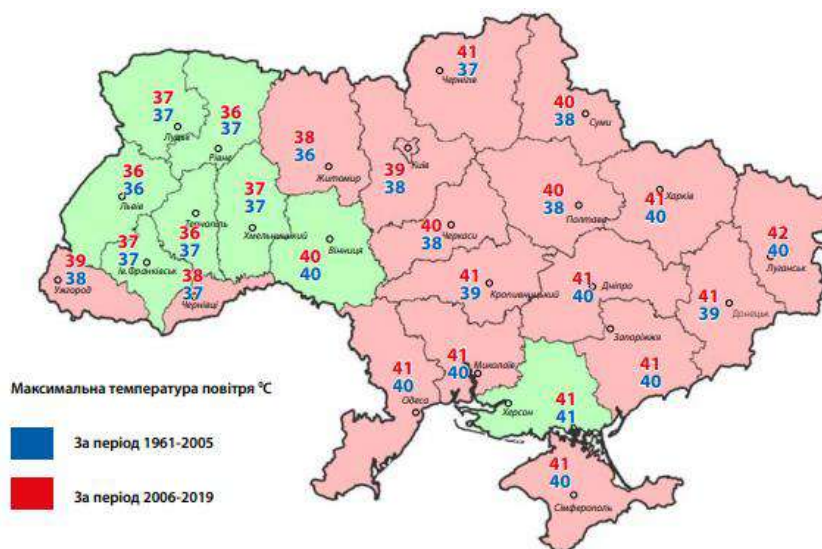 41
37
Чернігів
40
38
Суми
37
37
Луцьк
36
37
Рівне
38
36
Житомир
39
38
Київ
36
36
Львів
36
37
Тернопіль
37
37
Хмельницький
40
40
Вінниця
40
38
Черкаси
40
38
Полтава
41
40
Харків
42
40
Луганськ
39
38
Ужгород
37
37
Ів.Франківськ
38
37
Чернівці
41
39
Кропивницький
41
40
Дніпро
41
39
Донецьк
41
40
Одеса
41
40
Миколаїв
41
41
Херсон
Запоріжжя
41
40
41
40
Сімферополь
Максимальна температура повітря °С
За період 1961-2005
За період 2006-2019